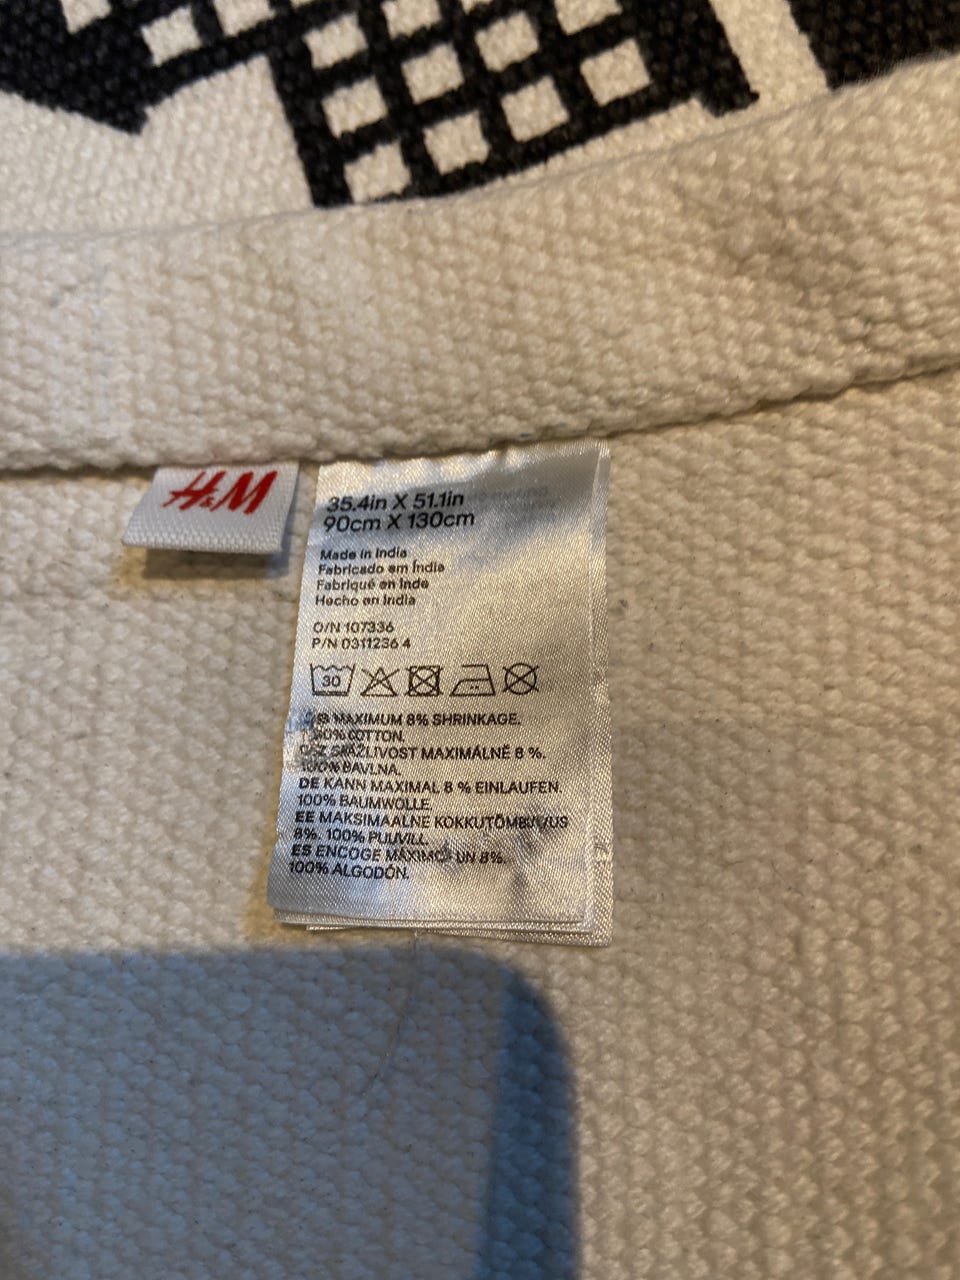 H&M
35.4in X 51.1in
90cm X 130cm
Made in India
Fabricado em Índia
Fabriqué en Inde
Hecho en India
O/N 107336
P/N 0311236 4
30
MAXIMUM 8% SHRINKAGE.
COTTON.
SRÁŽLIVOST MAXIMÁLNĚ 8 %.
100% BAVLNA.
DE KANN MAXIMAL 8 % EINLAUFEN.
100% BAUMWOLLE.
EE MAKSIMAALNE KOKKUTÕMBUVUS
8%. 100% PUUVILL.
ES ENCOGE MÁXIMO UN 8%.
100% ALGODÓN.